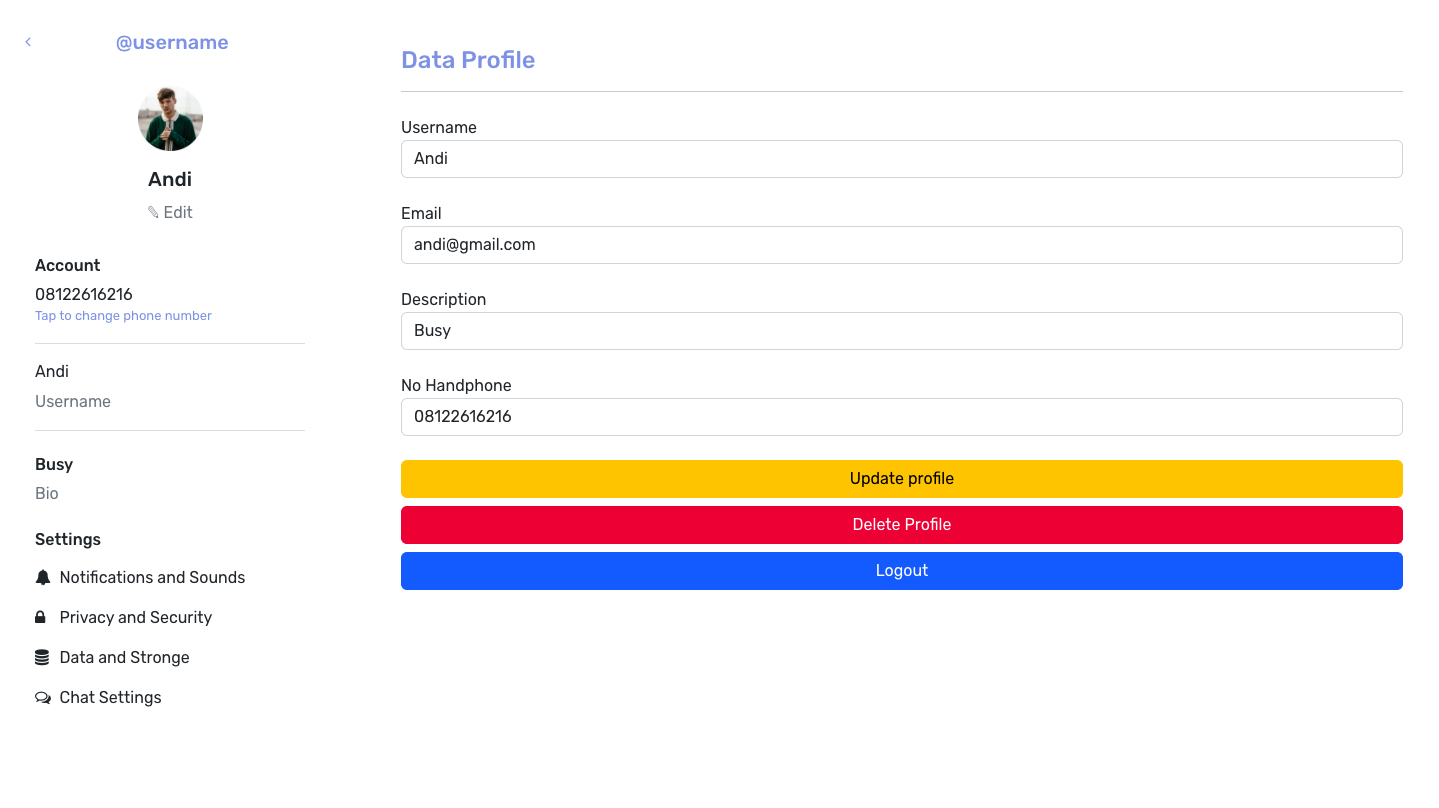 @username
Andi
✎ Edit
Account
08122616216
Tap to change phone number
Andi
Username
Busy
Bio
Settings
Notifications and Sounds
Privacy and Security
Data and Stronge
Chat Settings
Data Profile
Username
Andi
Email
andi@gmail.com
Description
Busy
No Handphone
08122616216
Update profile
Delete Profile
Logout